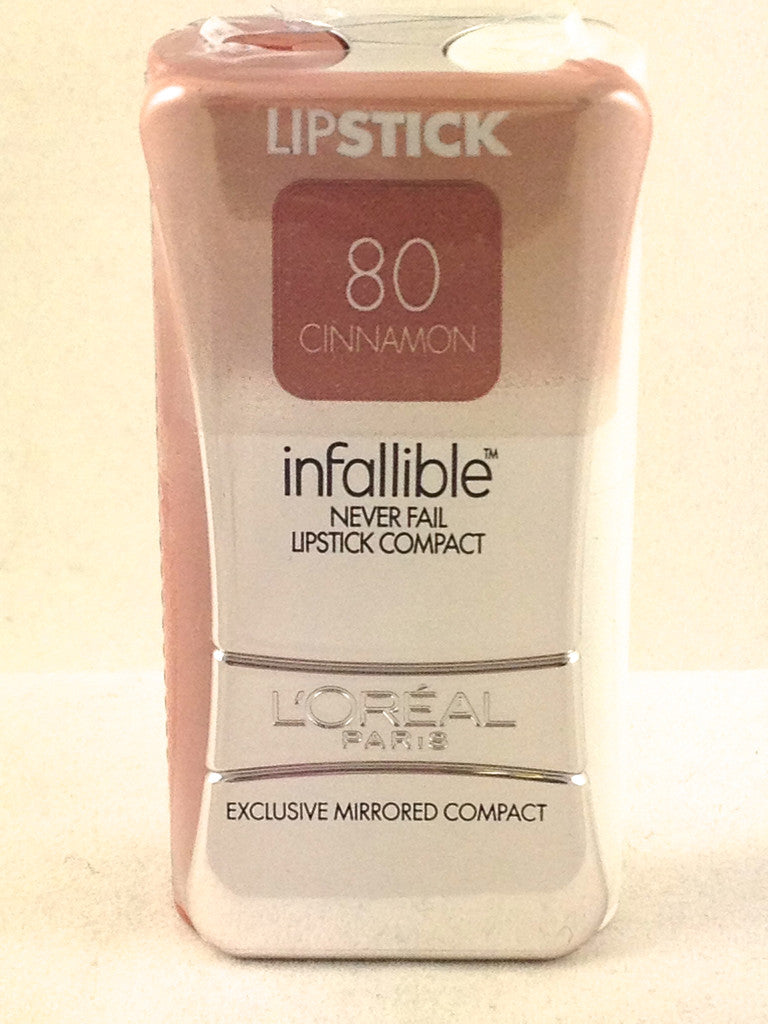 LIPSTICK
80
CINNAMON
infallible™
NEVER FAIL
LIPSTICK COMPACT
L'ORÉAL
PARIS
EXCLUSIVE MIRRORED COMPACT